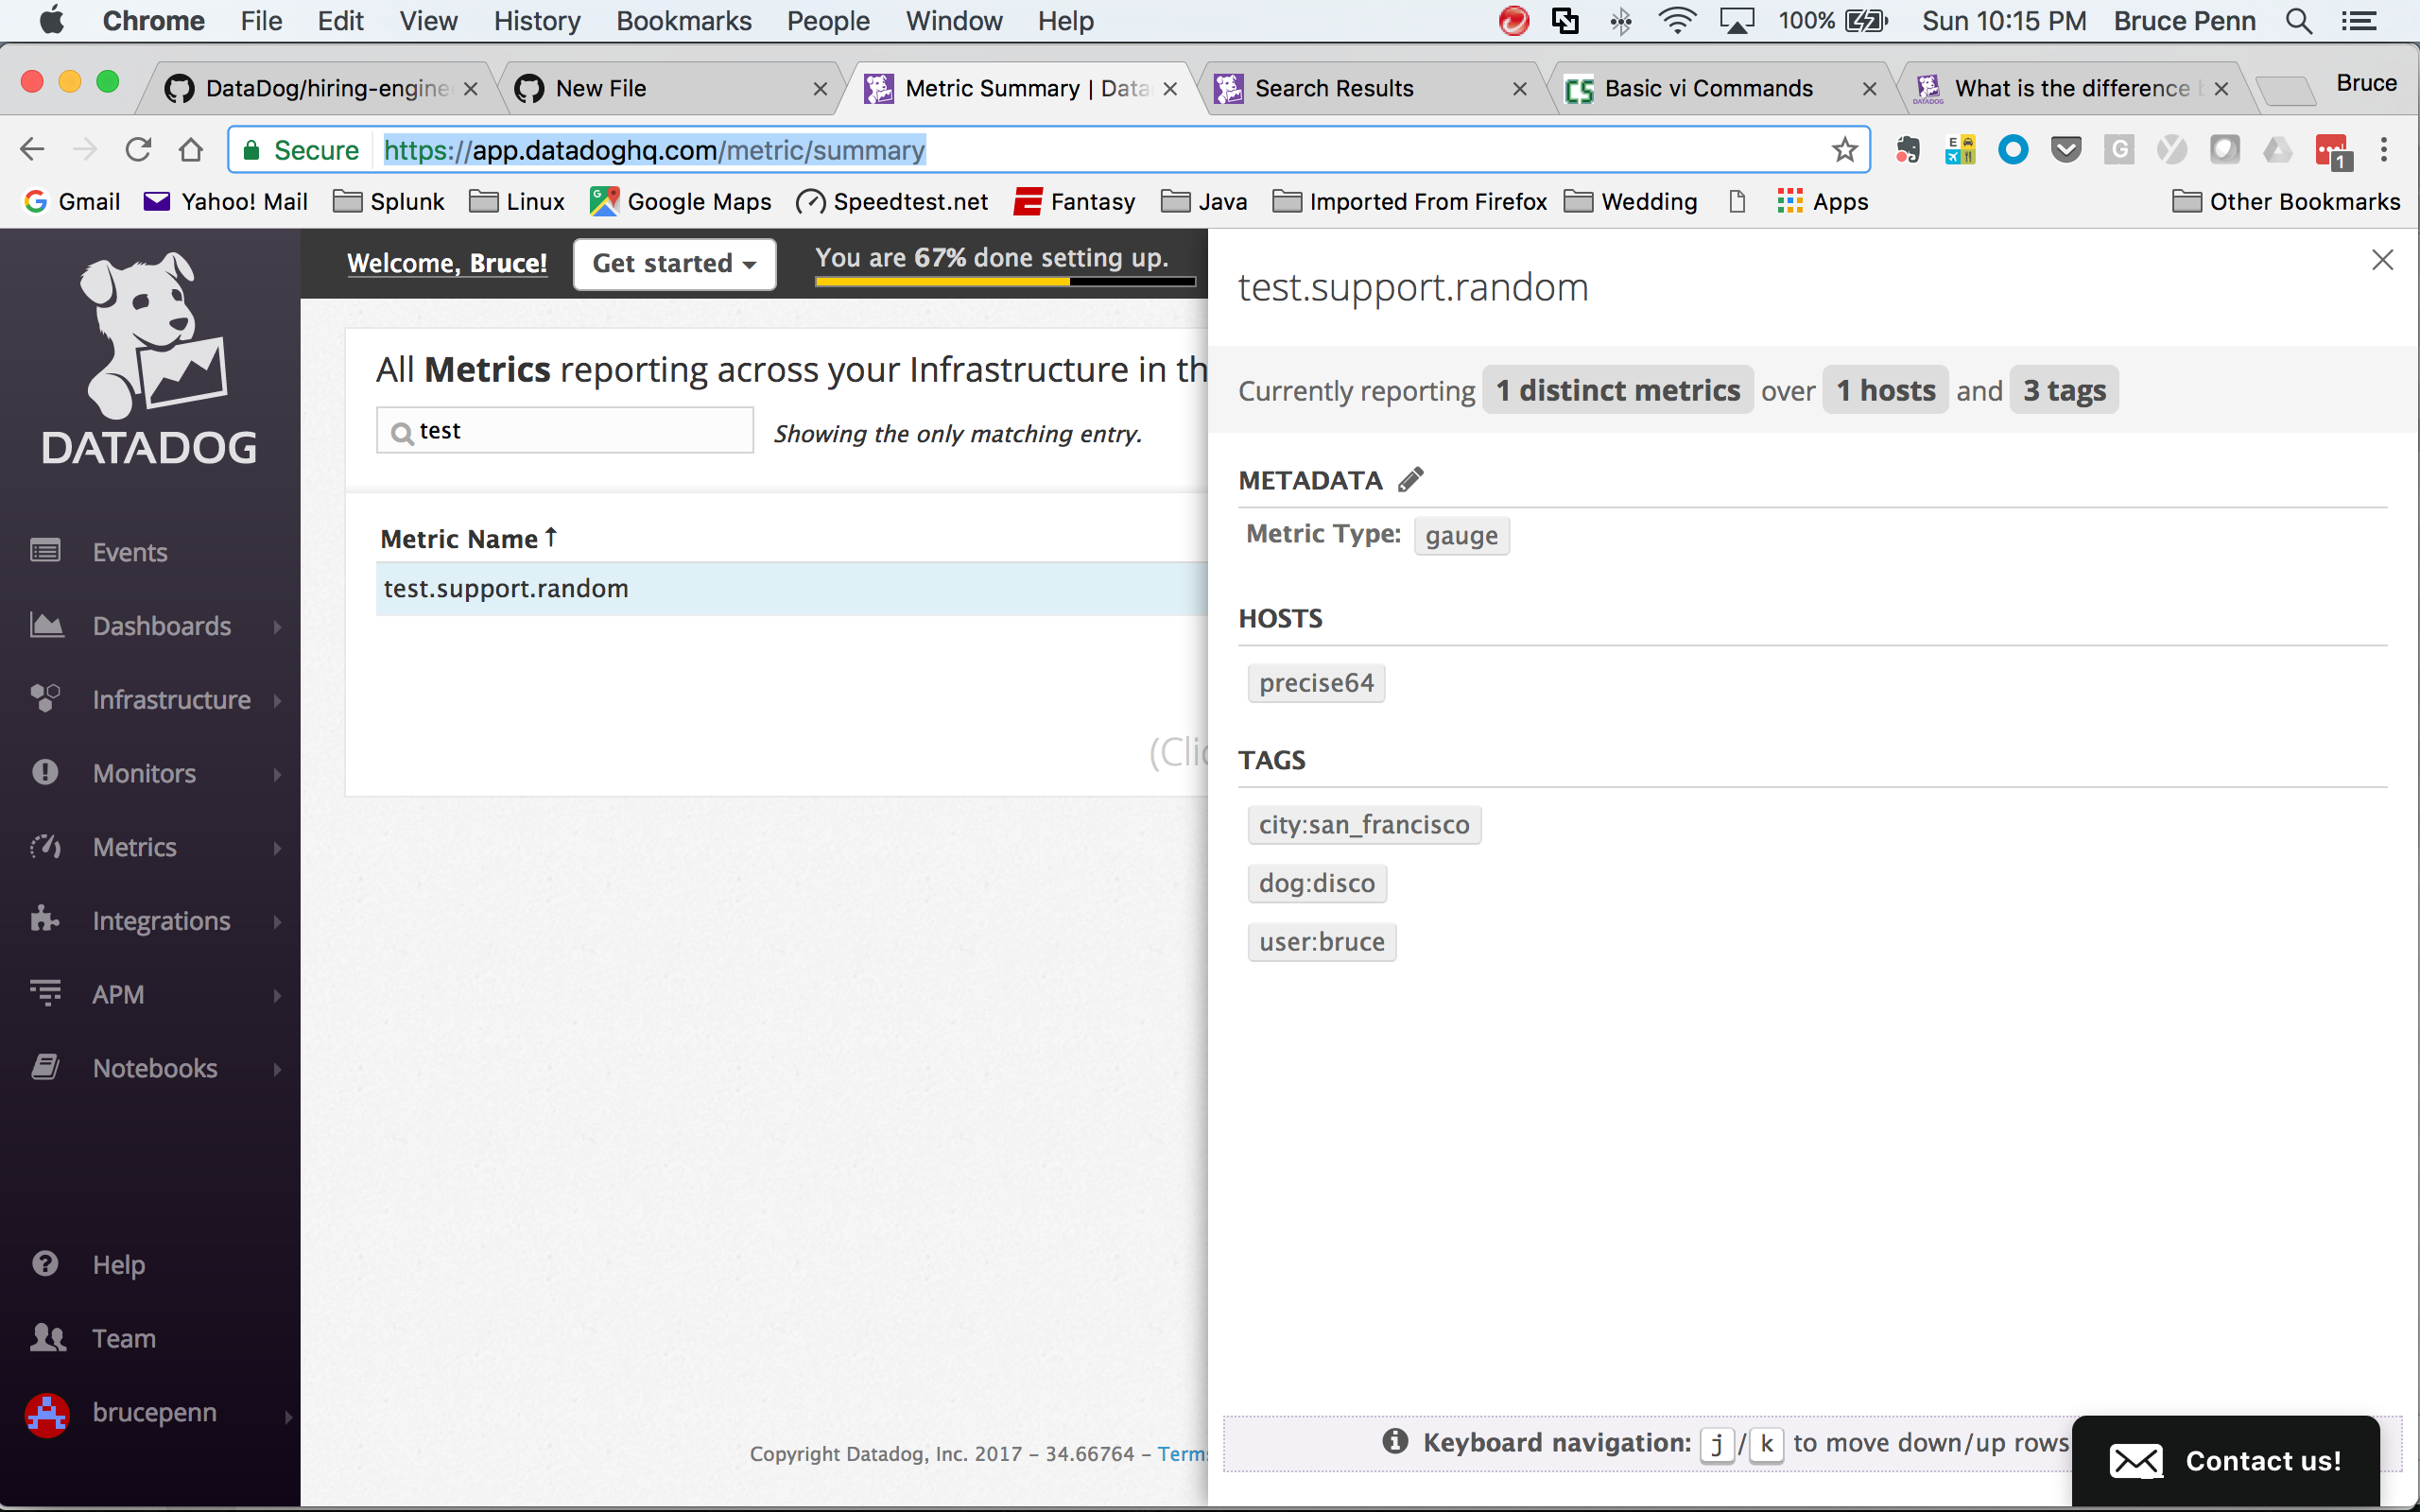 Chrome File Edit View History Bookmarks People Window Help 100% Sun 10:15 PM Bruce Penn
DataDog/hiring-engine New File Metric Summary | Data Search Results CS Basic vi Commands What is the difference b Bruce
Secure https://app.datadoghq.com/metric/summary
Gmail Yahoo! Mail Splunk Linux Google Maps Speedtest.net Fantasy Java Imported From Firefox Wedding Apps Other Bookmarks
DATADOG
Events
Dashboards
Infrastructure
Monitors
Metrics
Integrations
APM
Notebooks
Help
Team
brucepenn
Welcome, Bruce! Get started You are 67% done setting up.
All Metrics reporting across your Infrastructure in th
test Showing the only matching entry.
Metric Name ↑
test.support.random
(Clic
Copyright Datadog, Inc. 2017 – 34.66764 – Terms
test.support.random
Currently reporting 1 distinct metrics over 1 hosts and 3 tags
METADATA
Metric Type: gauge
HOSTS
precise64
TAGS
city:san_francisco
dog:disco
user:bruce
Keyboard navigation: j / k to move down/up rows
Contact us!